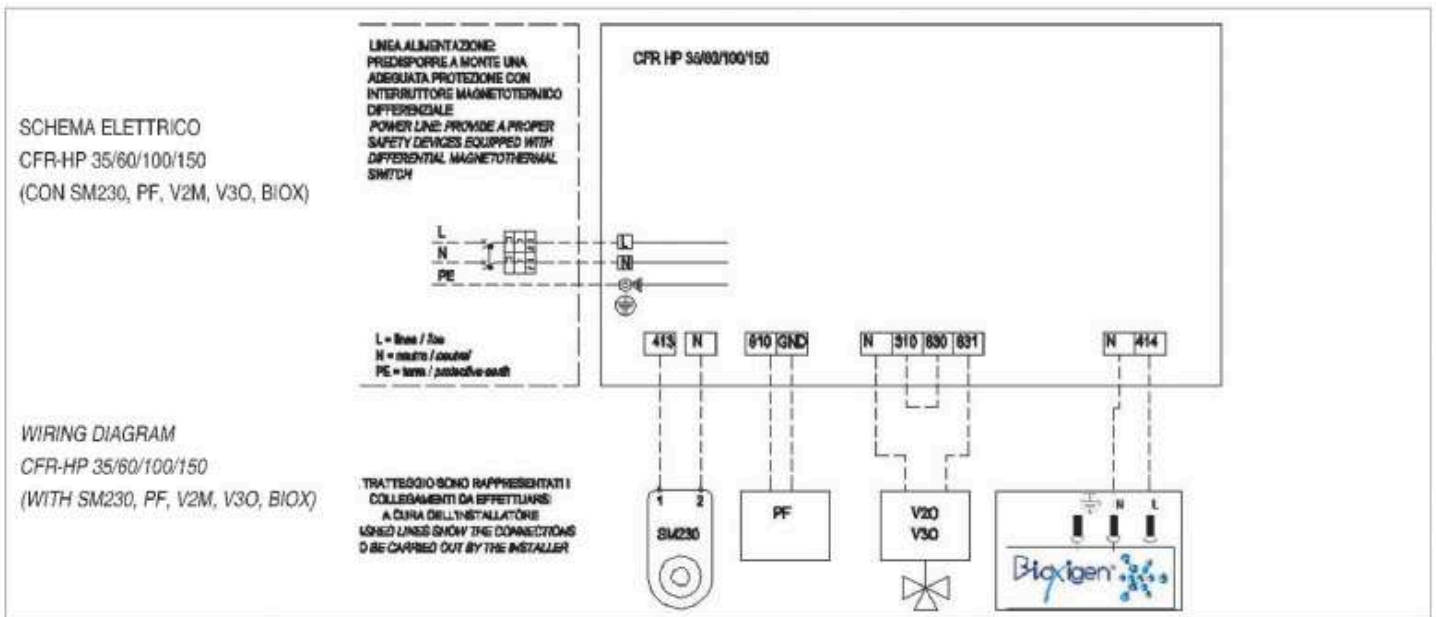 SCHEMA ELETTRICO
CFR-HP 35/60/100/150
(CON SM230, PF, V2M, V3O, BIOX)
WIRING DIAGRAM
CFR-HP 35/60/100/150
(WITH SM230, PF, V2M, V3O, BIOX)
LINEA ALIMENTAZIONE:
PREDISPORRE A MONTE UNA
ADEGUATA PROTEZIONE CON
INTERRUTTORE MAGNETOTERMICO
DIFFERENZIALE
POWER LINE: PROVIDE A PROPER
SAFETY DEVICES EQUIPPED WITH
DIFFERENTIAL MAGNETOTHERMAL
SWITCH
L
N
PE
L = linea / line
N = neutro / neutral
PE = terra / protective earth
TRATTEGGIO SONO RAPPRESENTATI I
COLLEGAMENTI DA EFFETTUARSI
A CURA DELL'INSTALLATORE
ASHED LINES SHOW THE CONNECTIONS
O BE CARRIED OUT BY THE INSTALLER
CFR HP 35/60/100/150
L
N
413 N
910 GND
N 310 830 831
N 414
1 2
SM230
PF
V2O
V3O
N L
Bioxigen